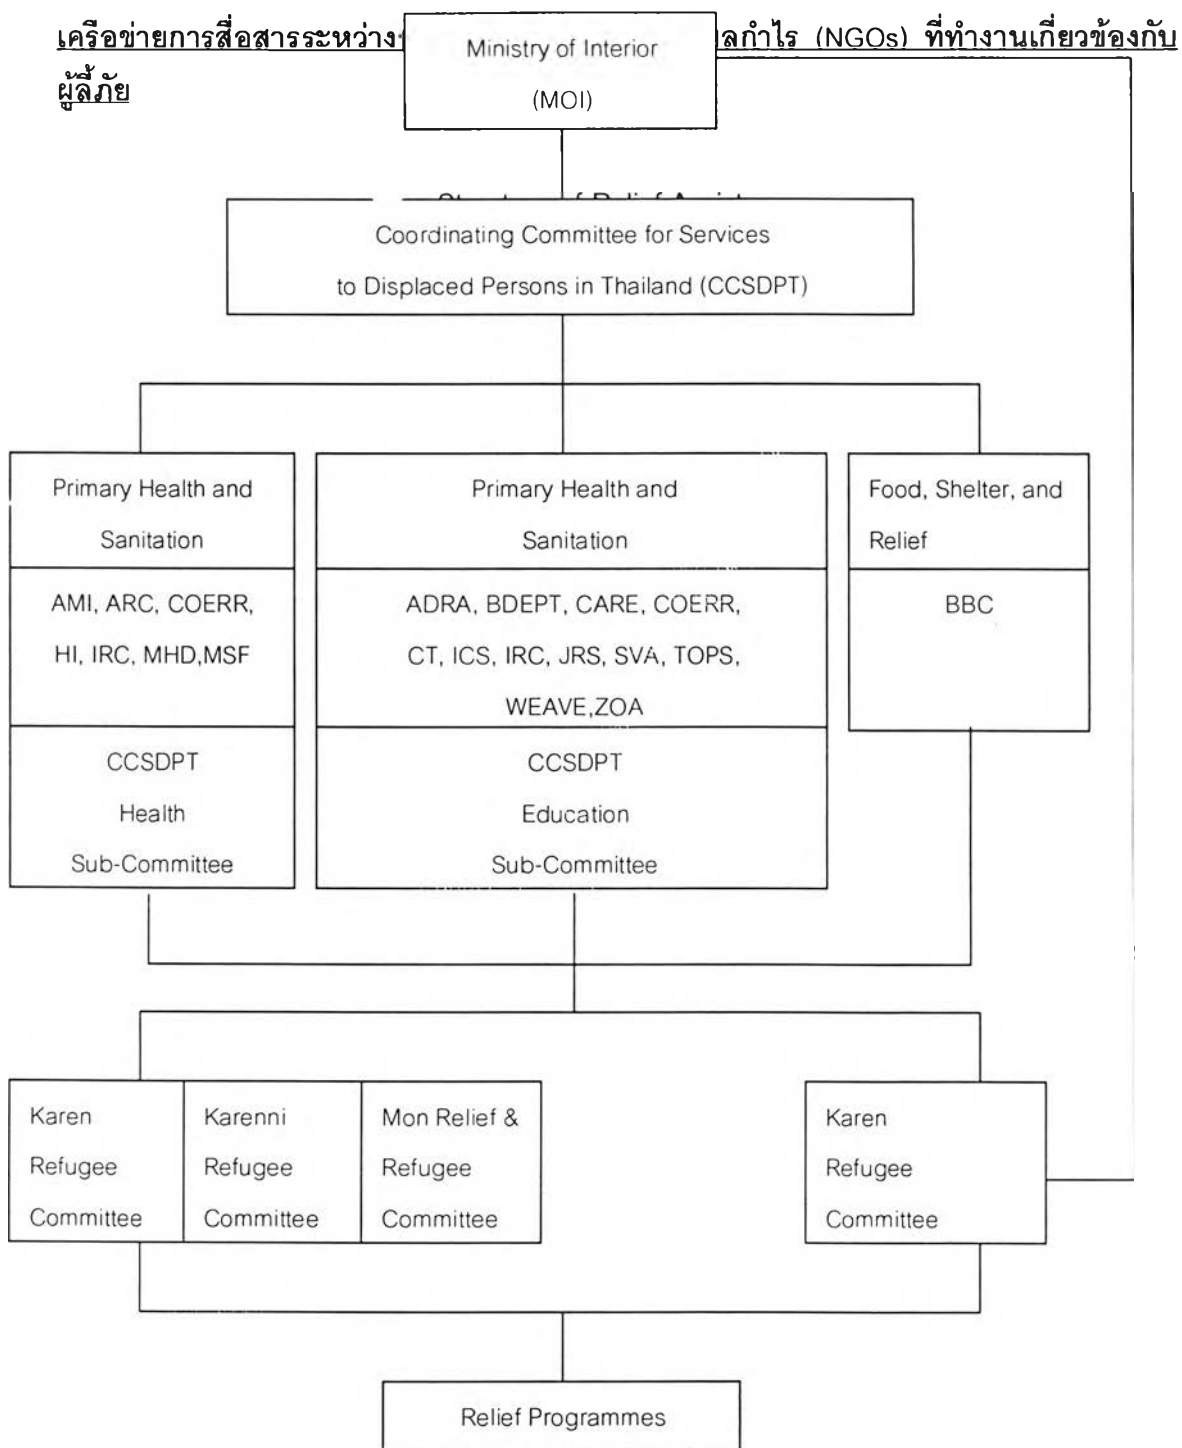 เครือข่ายการสื่อสารระหว่าง ลกำไร (NGOs) ที่ทำงานเกี่ยวข้องกับ
ผู้ลี้ภัย
Ministry of Interior
(MOI)
Coordinating Committee for Services
to Displaced Persons in Thailand (CCSDPT)
Primary Health and
Sanitation
AMI, ARC, COERR,
HI, IRC, MHD,MSF
CCSDPT
Health
Sub-Committee
Primary Health and
Sanitation
ADRA, BDEPT, CARE, COERR,
CT, ICS, IRC, JRS, SVA, TOPS,
WEAVE,ZOA
CCSDPT
Education
Sub-Committee
Food, Shelter, and
Relief
BBC
Karen
Refugee
Committee
Karenni
Refugee
Committee
Mon Relief &
Refugee
Committee
Karen
Refugee
Committee
Relief Programmes